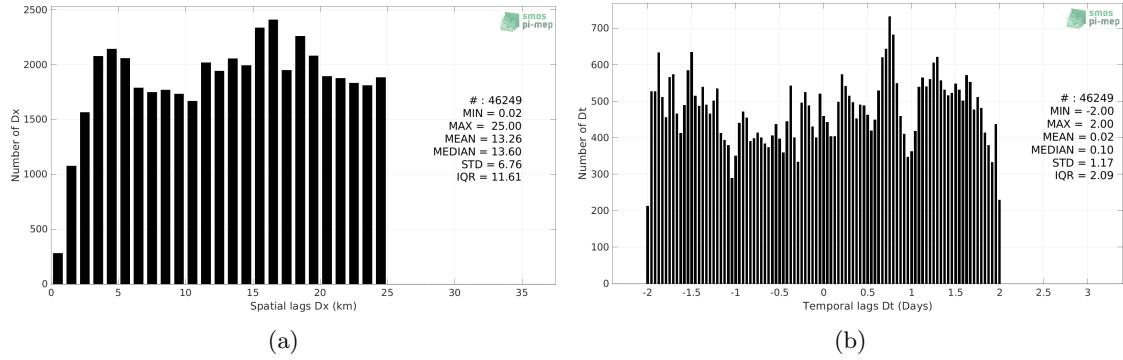 2500
2000
1500
1000
500
0
0
5
10
15
20
25
30
35
Number of Dx
Spatial lags Dx (km)
smos
pi-mep
# : 46249
MIN = 0.02
MAX = 25.00
MEAN = 13.26
MEDIAN = 13.60
STD = 6.76
IQR = 11.61
(a)
700
600
500
400
300
200
100
0
-2
-1.5
-1
-0.5
0
0.5
1
1.5
2
2.5
3
Number of Dt
Temporal lags Dt (Days)
smos
pi-mep
# : 46249
MIN = -2.00
MAX = 2.00
MEAN = 0.02
MEDIAN = 0.10
STD = 1.17
IQR = 2.09
(b)